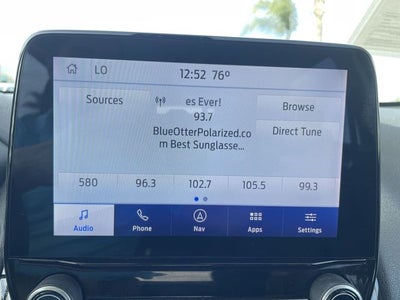 LO 12:52 76°
Sources es Ever! Browse
93.7
BlueOtterPolarized.co Direct Tune
m Best Sunglasse...
580 96.3 102.7 105.5 99.3
Audio Phone Nav Apps Settings